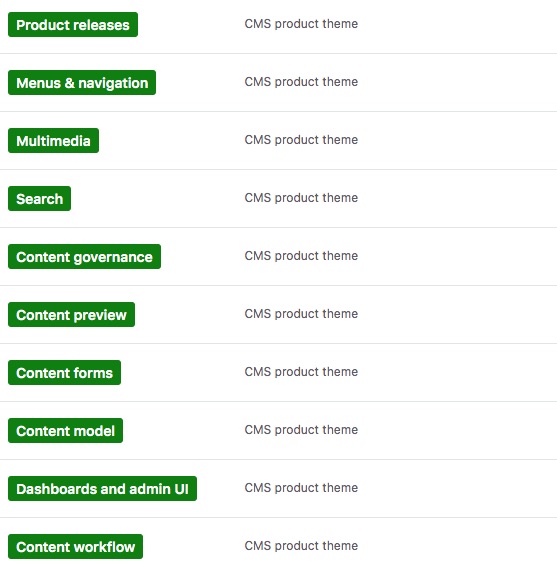 Product releases CMS product theme
Menus & navigation CMS product theme
Multimedia CMS product theme
Search CMS product theme
Content governance CMS product theme
Content preview CMS product theme
Content forms CMS product theme
Content model CMS product theme
Dashboards and admin UI CMS product theme
Content workflow CMS product theme